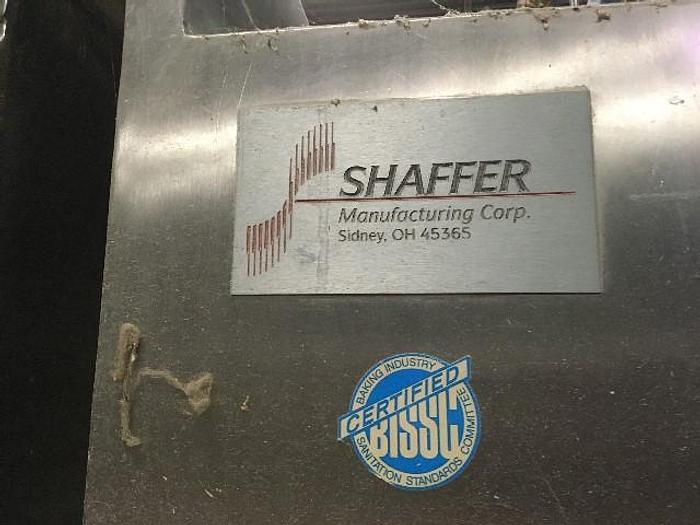 SHAFFER
Manufacturing Corp.
Sidney, OH 45365
BAKING INDUSTRY
CERTIFIED
BISSC
SANITATION STANDARDS COMMITTEE